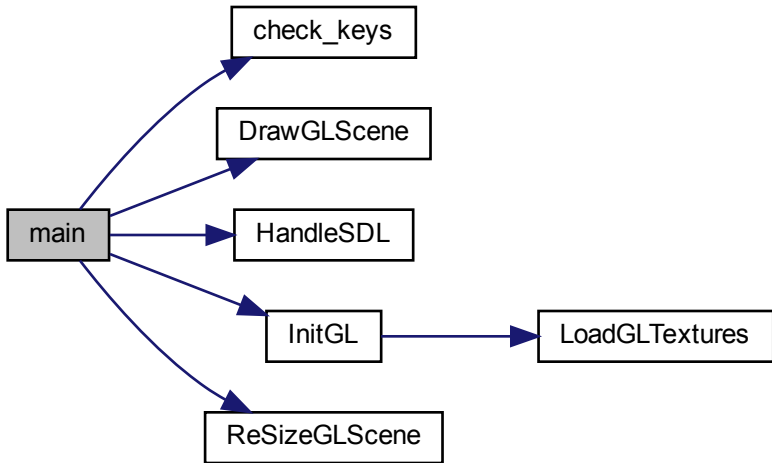 check_keys
DrawGLScene
main
HandleSDL
InitGL
LoadGLTextures
ReSizeGLScene